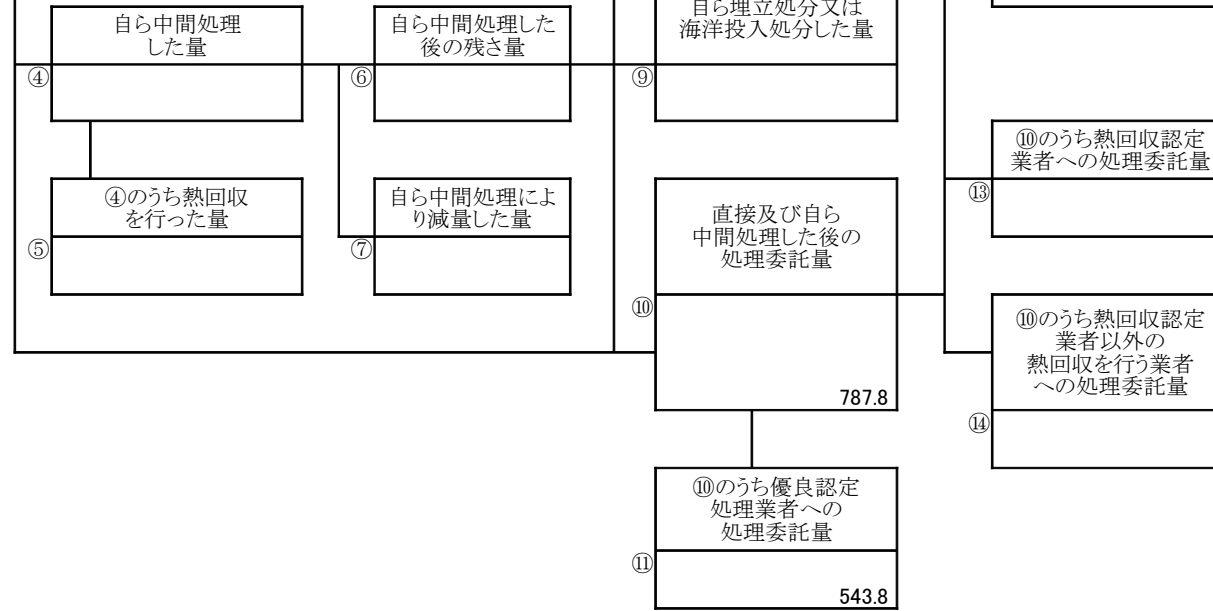 自ら中間処理
した量
④
自ら中間処理した
後の残さ量
⑥
自ら埋立処分又は
海洋投入処分した量
⑨
④のうち熱回収
を行った量
⑤
自ら中間処理によ
り減量した量
⑦
直接及び自ら
中間処理した後の
処理委託量
⑩
787.8
⑩のうち優良認定
処理業者への
処理委託量
⑪
543.8
⑩のうち熱回収認定
業者への処理委託量
⑬
⑩のうち熱回収認定
業者以外の
熱回収を行う業者
への処理委託量
⑭